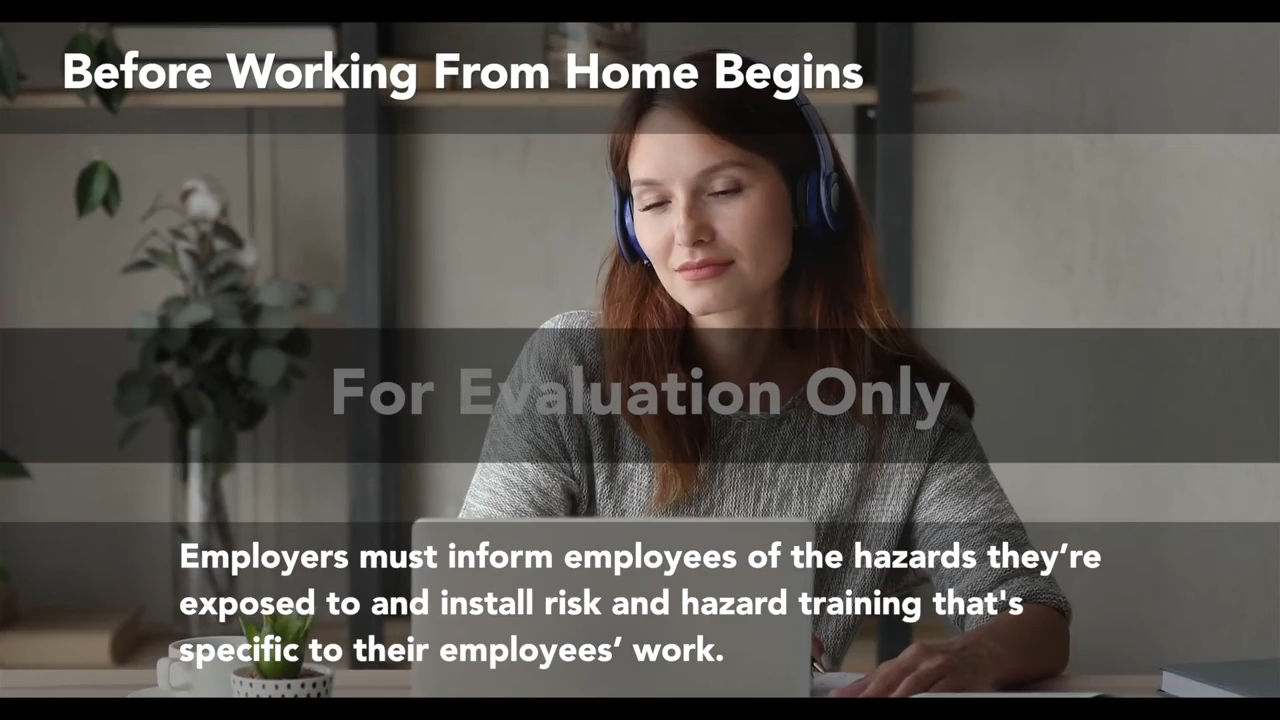 Before Working From Home Begins
For Evaluation Only
Employers must inform employees of the hazards they’re
exposed to and install risk and hazard training that's
specific to their employees’ work.